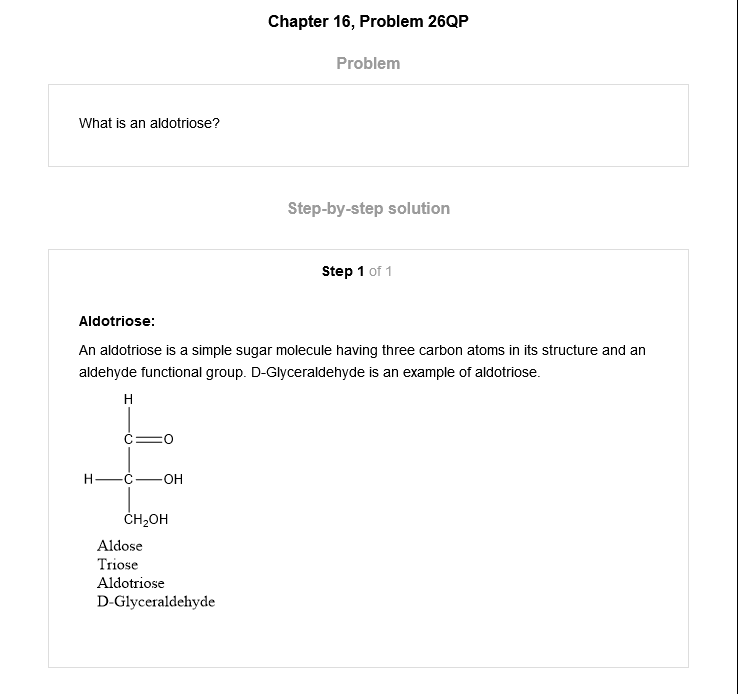 Chapter 16, Problem 26QP
Problem
What is an aldotriose?
Step-by-step solution
Step 1 of 1
Aldotriose:
An aldotriose is a simple sugar molecule having three carbon atoms in its structure and an
aldehyde functional group. D-Glyceraldehyde is an example of aldotriose.
H
C=O
H—C—OH
CH₂OH
Aldose
Triose
Aldotriose
D-Glyceraldehyde